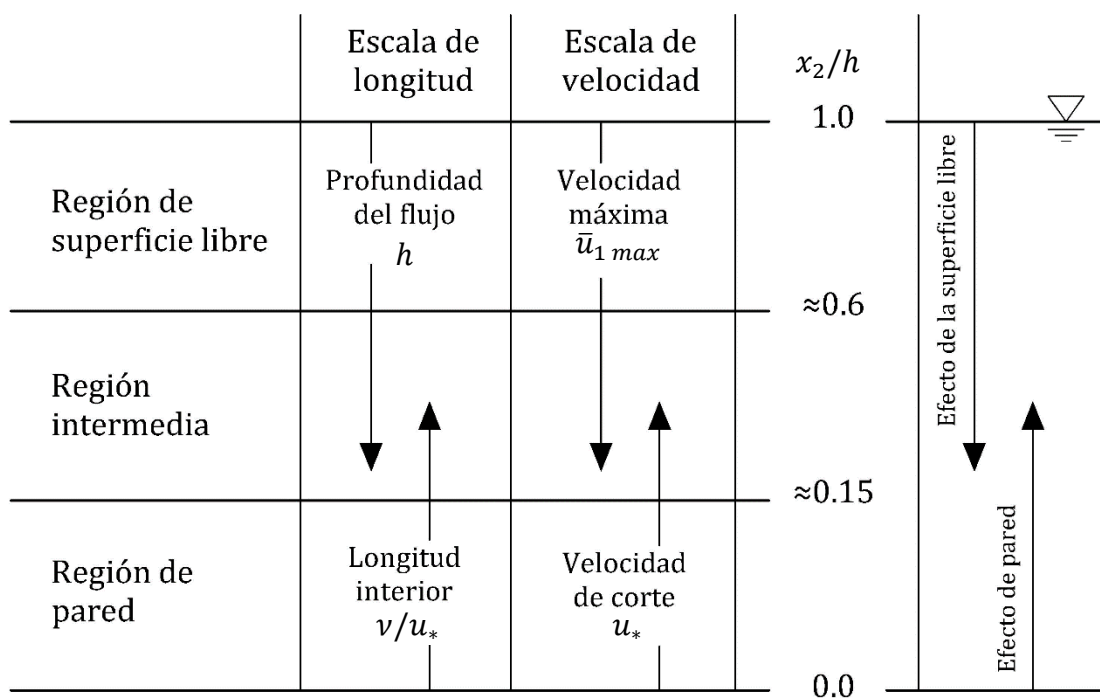 Escala de
longitud
Escala de
velocidad
x₂/h
1.0
Región de
superficie libre
Profundidad
del flujo
h
Velocidad
máxima
ū₁ ₘₐₓ
≈0.6
Efecto de la superficie libre
Región
intermedia
≈0.15
Región de
pared
Longitud
interior
ν/u*
Velocidad
de corte
u*
Efecto de pared
0.0